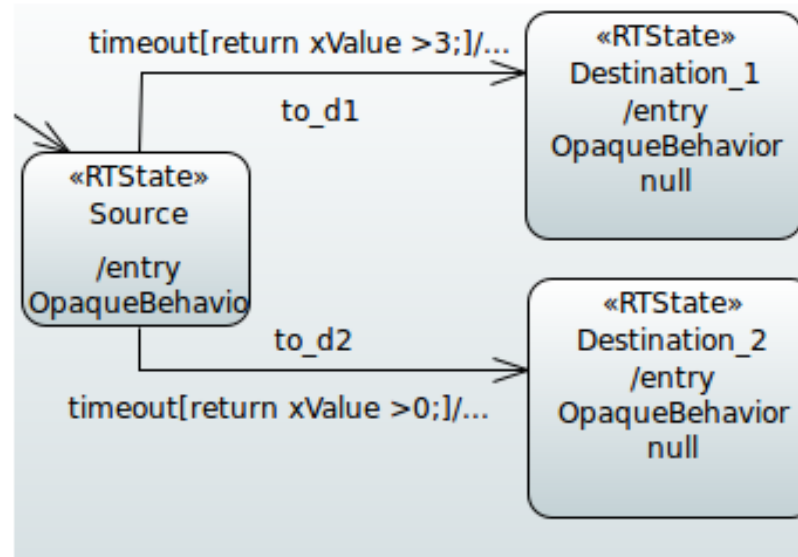 timeout[return xValue >3;]/...
to_d1
«RTState»
Destination_1
/entry
OpaqueBehavior
null
«RTState»
Source
/entry
OpaqueBehavio
to_d2
timeout[return xValue >0;]/...
«RTState»
Destination_2
/entry
OpaqueBehavior
null